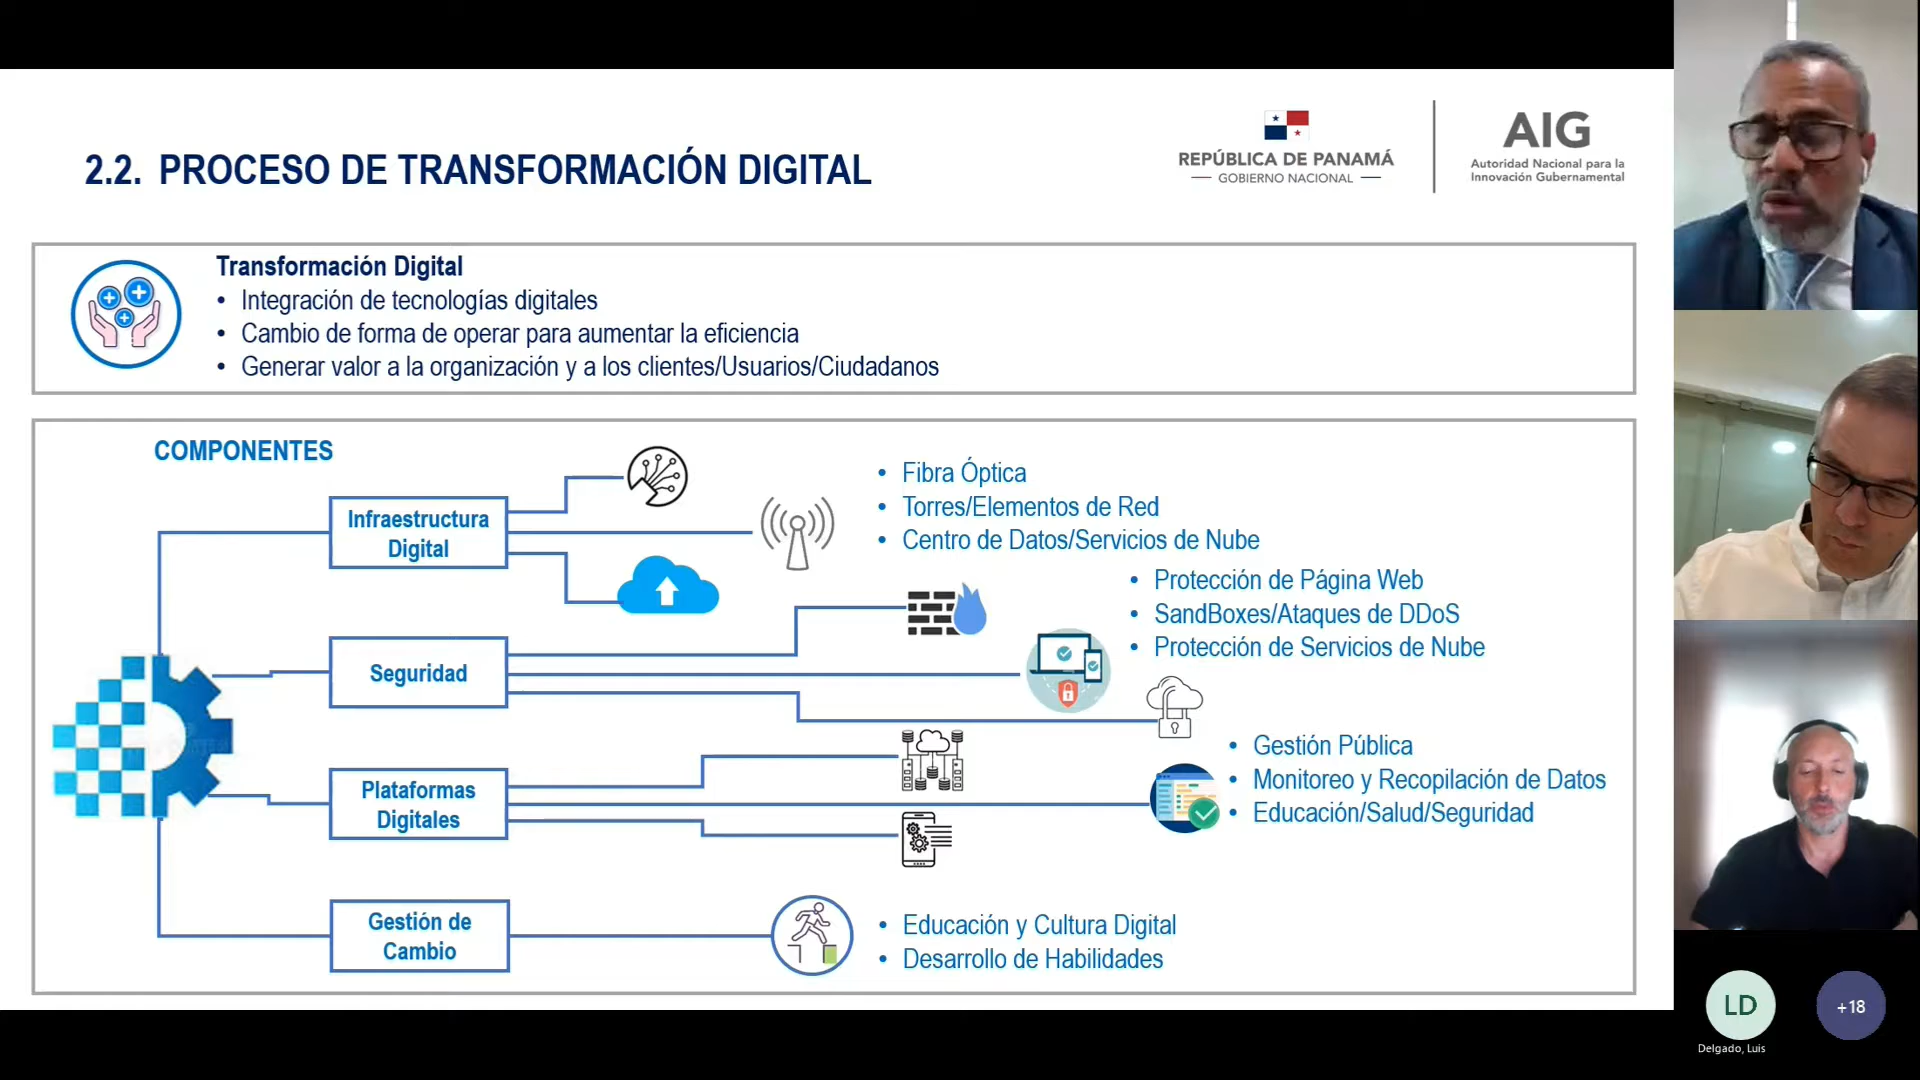 2.2. PROCESO DE TRANSFORMACIÓN DIGITAL
REPÚBLICA DE PANAMÁ
GOBIERNO NACIONAL
AIG
Autoridad Nacional para la
Innovación Gubernamental
Transformación Digital
• Integración de tecnologías digitales
• Cambio de forma de operar para aumentar la eficiencia
• Generar valor a la organización y a los clientes/Usuarios/Ciudadanos
COMPONENTES
Infraestructura
Digital
• Fibra Óptica
• Torres/Elementos de Red
• Centro de Datos/Servicios de Nube
Seguridad
• Protección de Página Web
• SandBoxes/Ataques de DDoS
• Protección de Servicios de Nube
Plataformas
Digitales
• Gestión Pública
• Monitoreo y Recopilación de Datos
• Educación/Salud/Seguridad
Gestión de
Cambio
• Educación y Cultura Digital
• Desarrollo de Habilidades
LD
Delgado, Luis
+18